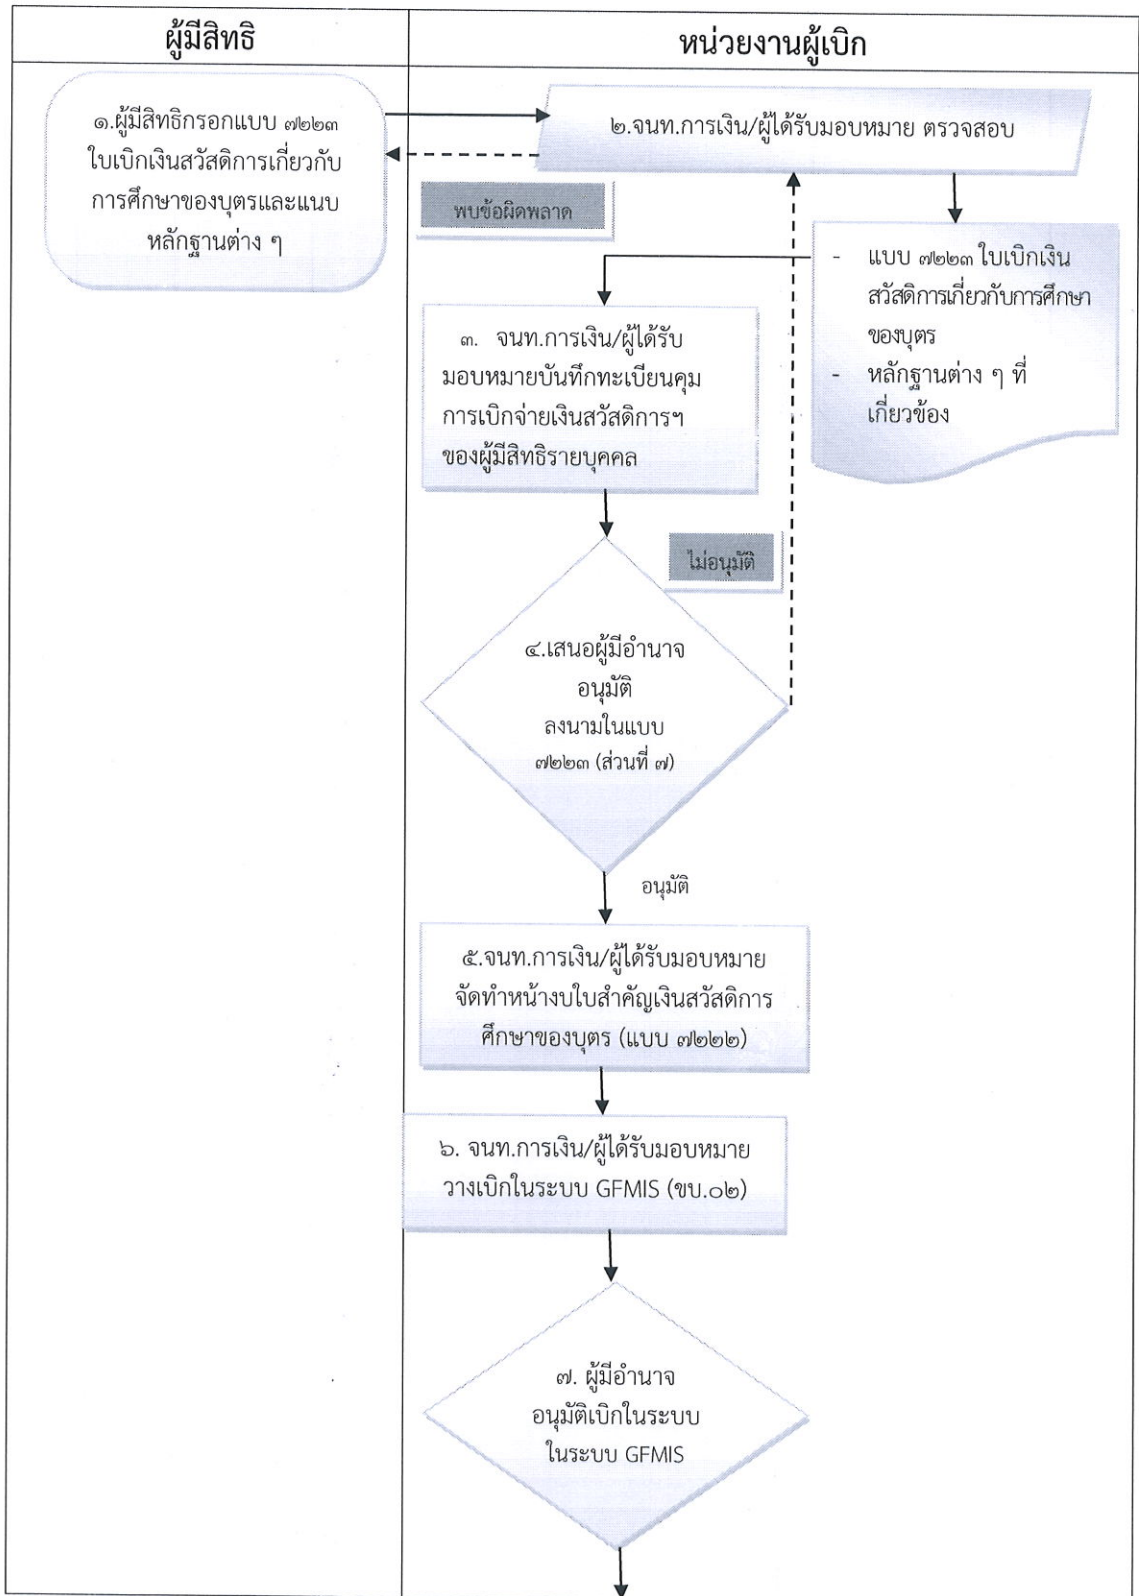 ผู้มีสิทธิ
หน่วยงานผู้เบิก
๑.ผู้มีสิทธิกรอกแบบ ๗๒๒๓
ใบเบิกเงินสวัสดิการเกี่ยวกับ
การศึกษาของบุตรและแนบ
หลักฐานต่าง ๆ
๒.จนท.การเงิน/ผู้ได้รับมอบหมาย ตรวจสอบ
พบข้อผิดพลาด
- แบบ ๗๒๒๓ ใบเบิกเงิน
สวัสดิการเกี่ยวกับการศึกษา
ของบุตร
- หลักฐานต่าง ๆ ที่
เกี่ยวข้อง
๓. จนท.การเงิน/ผู้ได้รับ
มอบหมายบันทึกทะเบียนคุม
การเบิกจ่ายเงินสวัสดิการฯ
ของผู้มีสิทธิรายบุคคล
ไม่อนุมัติ
๔.เสนอผู้มีอำนาจ
อนุมัติ
ลงนามในแบบ
๗๒๒๓ (ส่วนที่ ๗)
อนุมัติ
๕.จนท.การเงิน/ผู้ได้รับมอบหมาย
จัดทำหน้างบใบสำคัญเงินสวัสดิการ
ศึกษาของบุตร (แบบ ๗๒๒๒)
๖. จนท.การเงิน/ผู้ได้รับมอบหมาย
วางเบิกในระบบ GFMIS (ขบ.๐๒)
๗. ผู้มีอำนาจ
อนุมัติเบิกในระบบ
ในระบบ GFMIS